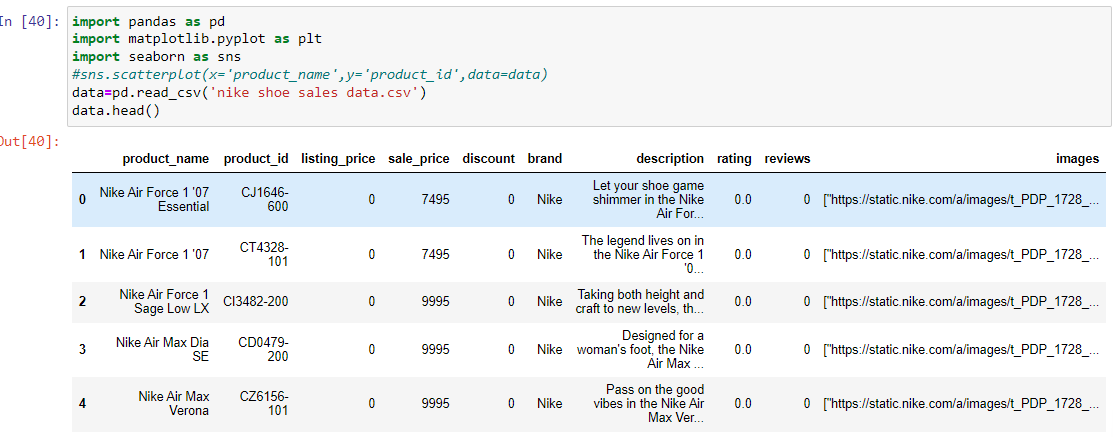 In [40]: import pandas as pd
import matplotlib.pyplot as plt
import seaborn as sns
#sns.scatterplot(x='product_name',y='product_id',data=data)
data=pd.read_csv('nike shoe sales data.csv')
data.head()
Out[40]:
product_name product_id listing_price sale_price discount brand description rating reviews images
0 Nike Air Force 1 '07 Essential CJ1646-600 0 7495 0 Nike Let your shoe game shimmer in the Nike Air For... 0.0 0 ["https://static.nike.com/a/images/t_PDP_1728_...
1 Nike Air Force 1 '07 CT4328-101 0 7495 0 Nike The legend lives on in the Nike Air Force 1 '0... 0.0 0 ["https://static.nike.com/a/images/t_PDP_1728_...
2 Nike Air Force 1 Sage Low LX CI3482-200 0 9995 0 Nike Taking both height and craft to new levels, th... 0.0 0 ["https://static.nike.com/a/images/t_PDP_1728_...
3 Nike Air Max Dia SE CD0479-200 0 9995 0 Nike Designed for a woman's foot, the Nike Air Max ... 0.0 0 ["https://static.nike.com/a/images/t_PDP_1728_...
4 Nike Air Max Verona CZ6156-101 0 9995 0 Nike Pass on the good vibes in the Nike Air Max Ver... 0.0 0 ["https://static.nike.com/a/images/t_PDP_1728_...